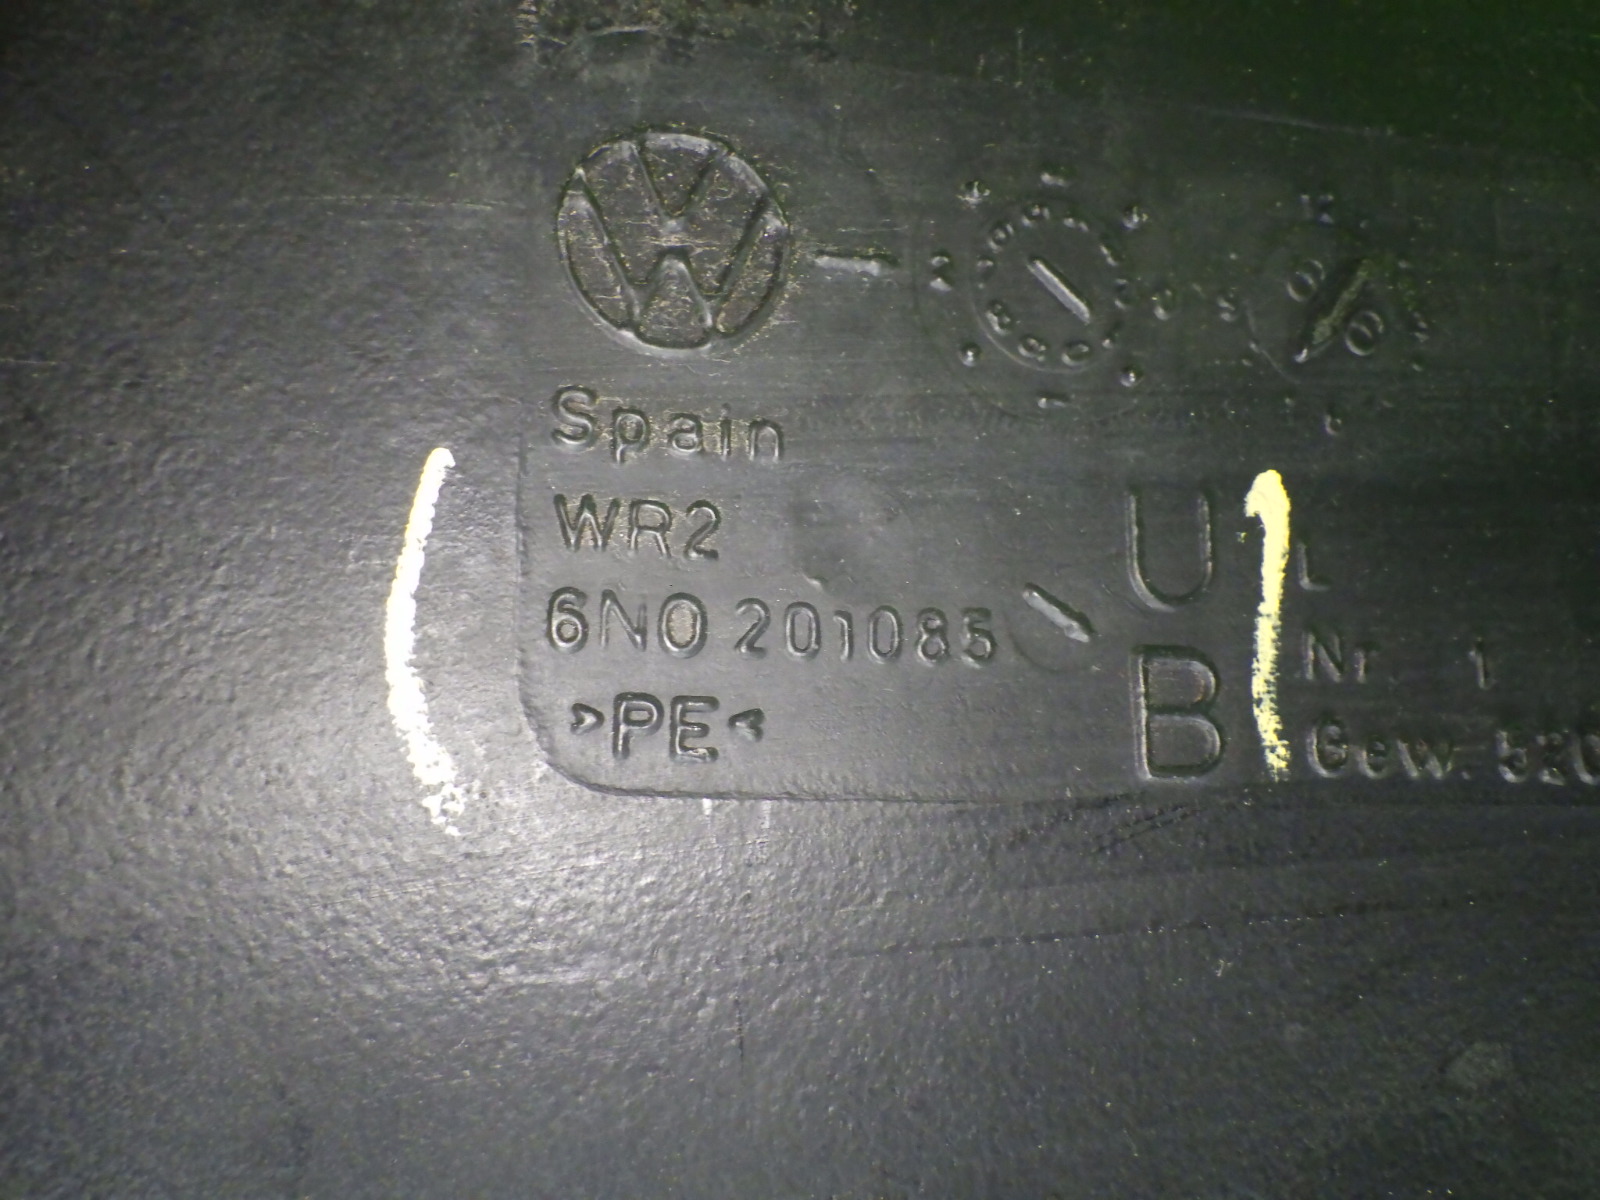 Spain
WR2
6N0 201085
>PE<
U
B
L
Nr. 1
Gew.